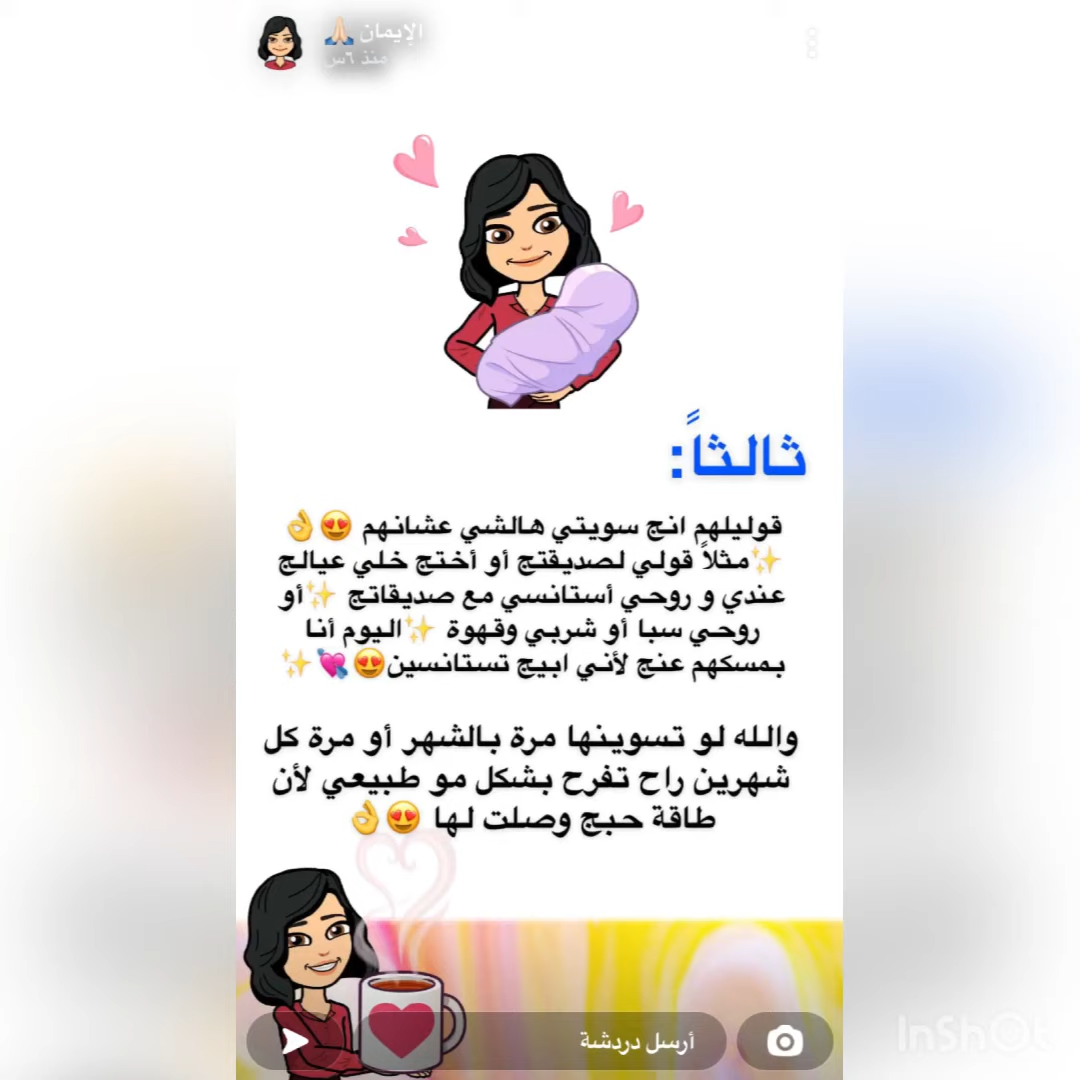 الإيمان 🙏🏻
منذ ٦س
ثالثاً:
قوليلهم انج سويتي هالشي عشانهم 😍👌
✨مثلاً قولي لصديقتج أو أختج خلي عيالج
عندي و روحي أستانسي مع صديقاتج ✨أو
روحي سبا أو شربي وقهوة ✨اليوم أنا
بمسكهم عنج لأني ابيج تستانسين😍💘✨
والله لو تسوينها مرة بالشهر أو مرة كل
شهرين راح تفرح بشكل مو طبيعي لأن
طاقة حبج وصلت لها 😍👌
أرسل دردشة
InShOt